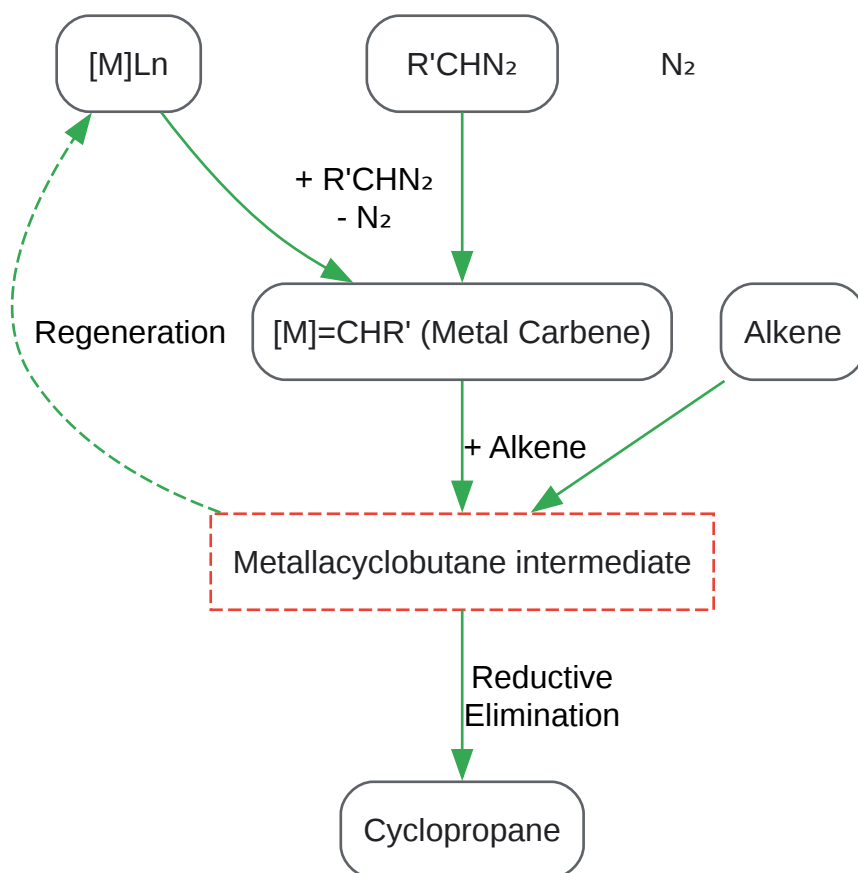 [M]Ln
R'CHN₂
N₂
+ R'CHN₂
- N₂
Regeneration
[M]=CHR' (Metal Carbene)
Alkene
+ Alkene
Metallacyclobutane intermediate
Reductive
Elimination
Cyclopropane